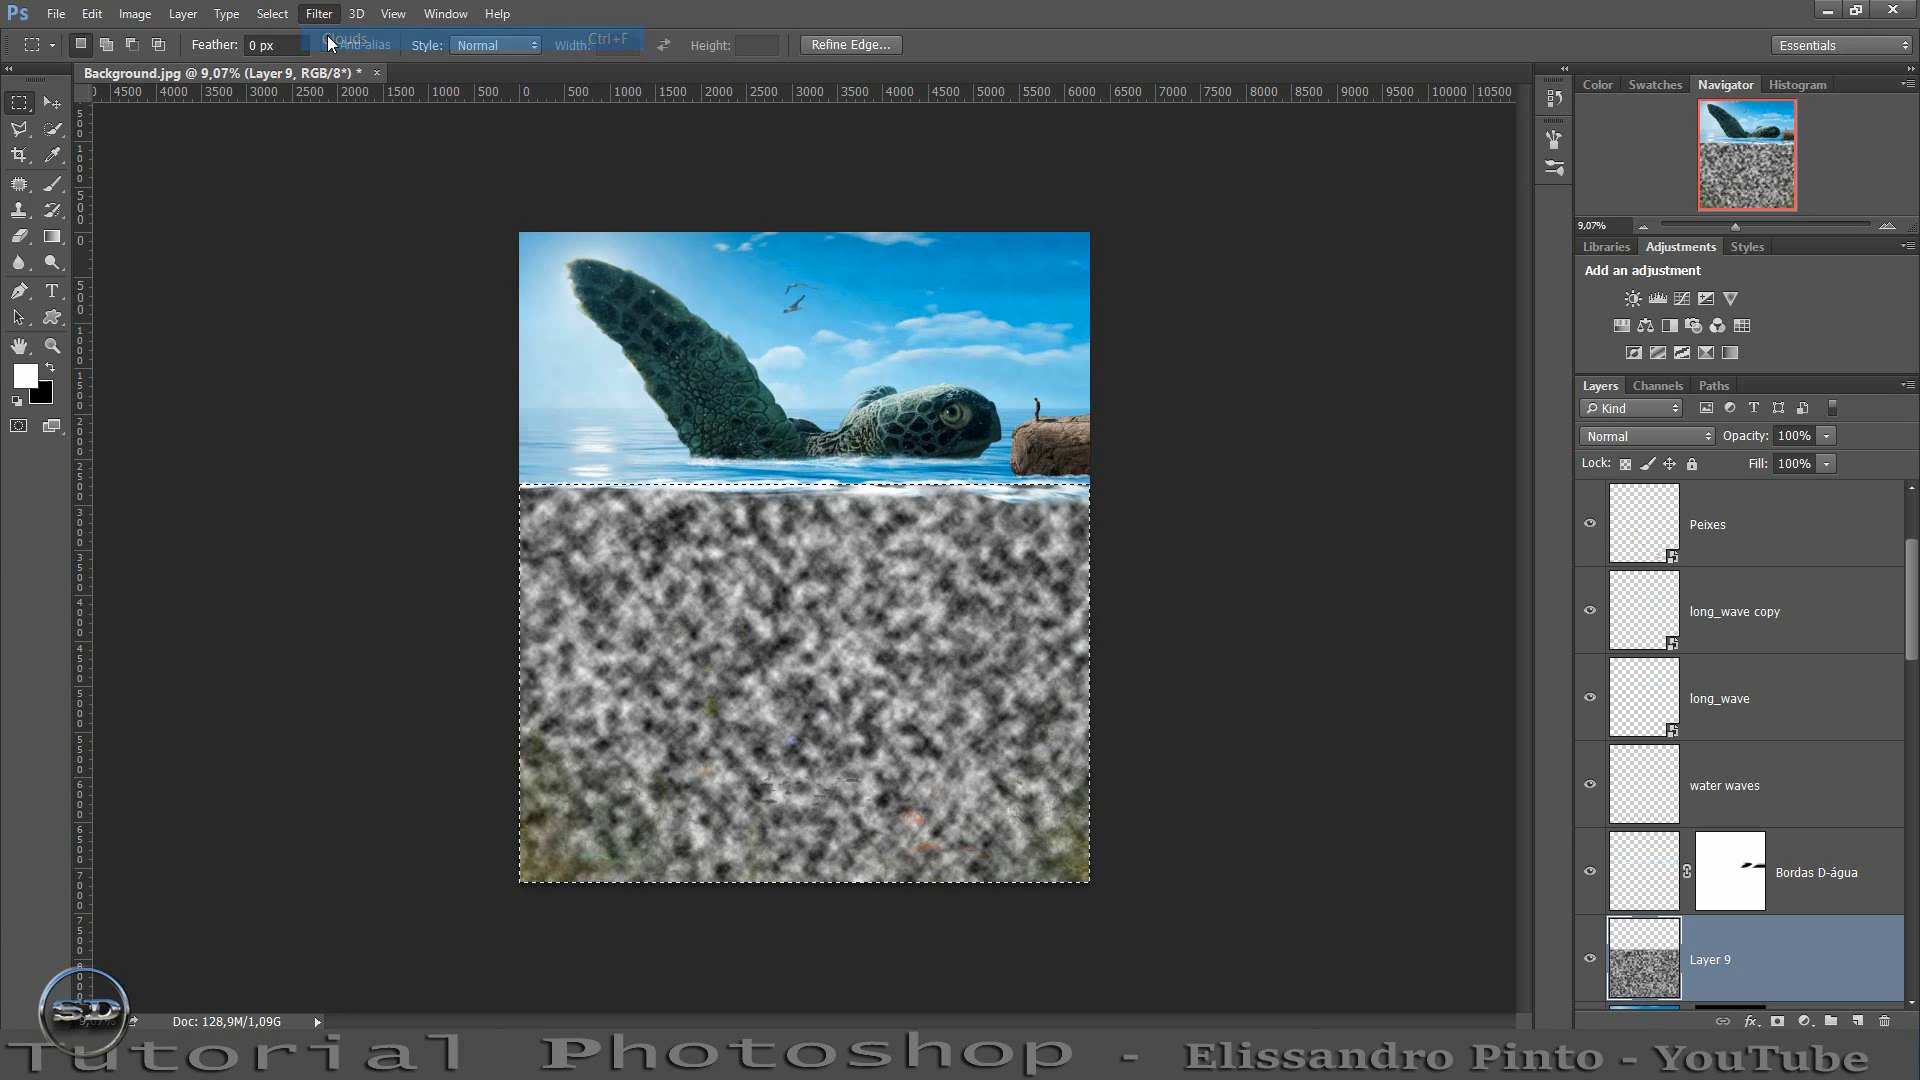 Ps File Edit Image Layer Type Select Filter 3D View Window Help
Feather: 0 px Anti-alias Style: Normal Width: Height: Refine Edge... Essentials
Clouds Ctrl+F
Background.jpg @ 9,07% (Layer 9, RGB/8*) * ×
4500 4000 3500 3000 2500 2000 1500 1000 500 0 500 1000 1500 2000 2500 3000 3500 4000 4500 5000 5500 6000 6500 7000 7500 8000 8500 9000 9500 10000 10500
Color Swatches Navigator Histogram
9,07%
Libraries Adjustments Styles
Add an adjustment
Layers Channels Paths
Kind
Normal Opacity: 100%
Lock: Fill: 100%
Peixes
long_wave copy
long_wave
water waves
Bordas D-água
Layer 9
fx
SD
9,07% Doc: 128,9M/1,09G
Tutorial Photoshop - Elissandro Pinto - YouTube